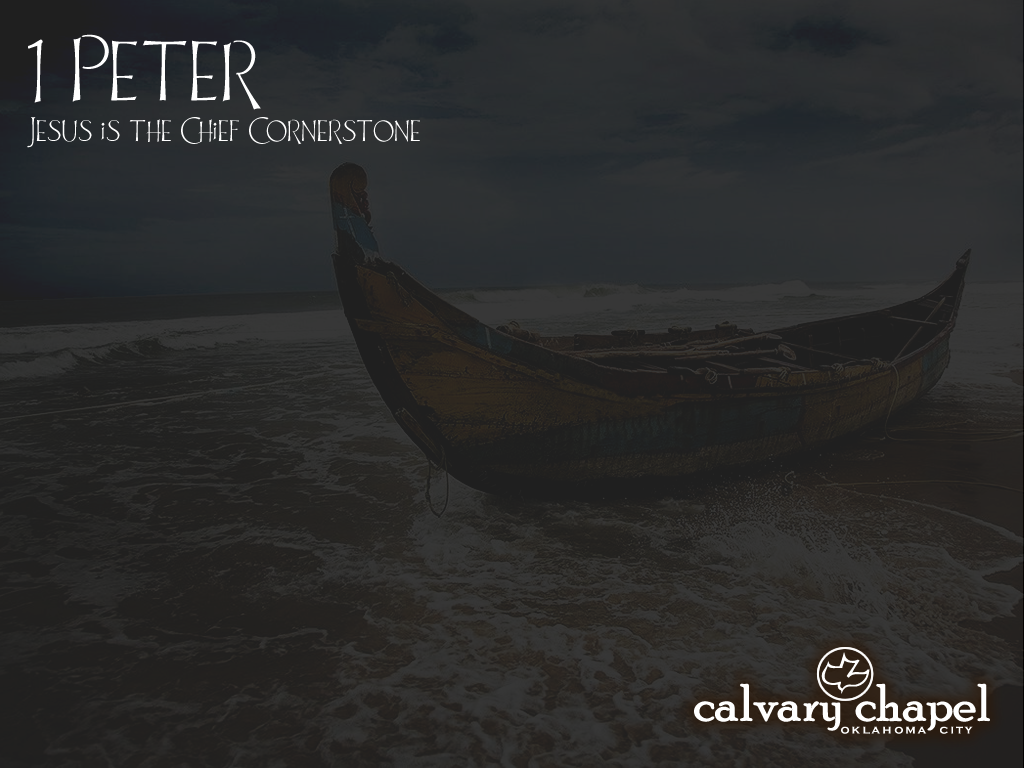 1 Peter
Jesus is the Chief Cornerstone
calvary chapel
OKLAHOMA CITY